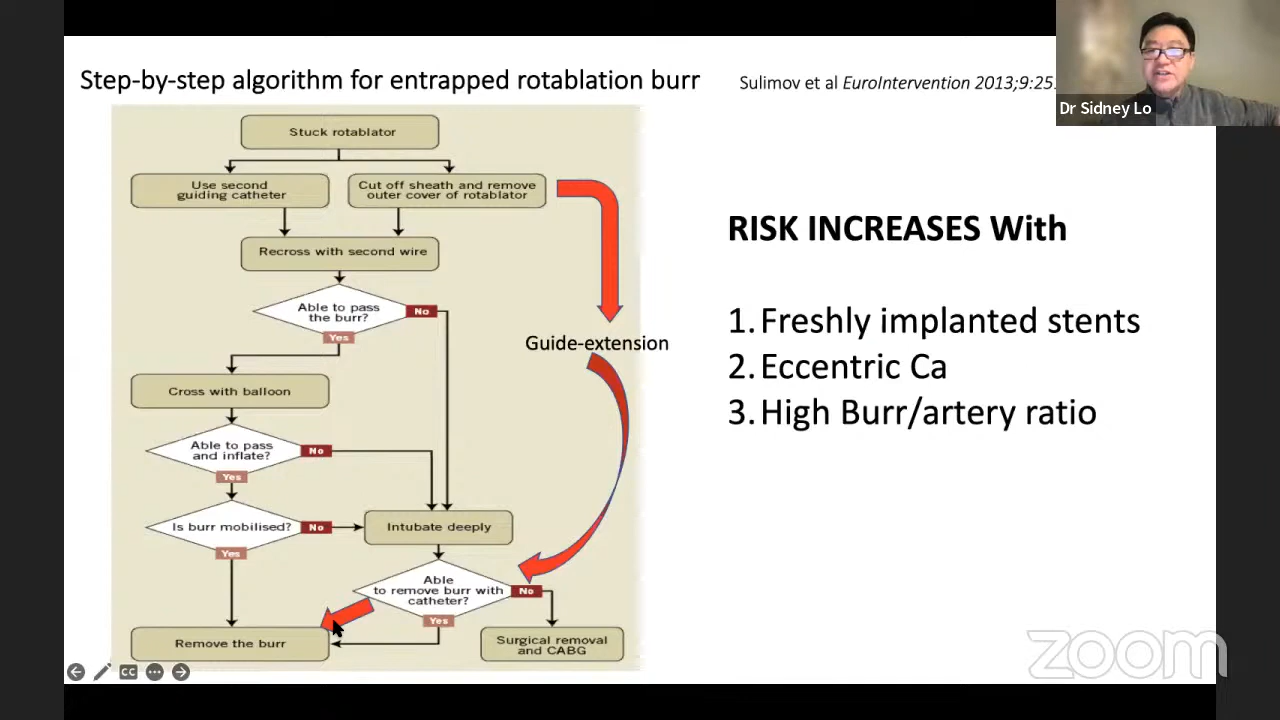 Step-by-step algorithm for entrapped rotablation burr
Sulimov et al EuroIntervention 2013;9:25
Dr Sidney Lo
Stuck rotablator
Use second
guiding catheter
Cut off sheath and remove
outer cover of rotablator
Recross with second wire
Able to pass
the burr?
No
Yes
Guide-extension
Cross with balloon
Able to pass
and inflate?
No
Yes
Is burr mobilised?
No
Intubate deeply
Yes
Able
to remove burr with
catheter?
No
Yes
Remove the burr
Surgical removal
and CABG
RISK INCREASES With
1. Freshly implanted stents
2. Eccentric Ca
3. High Burr/artery ratio
CC
zoom